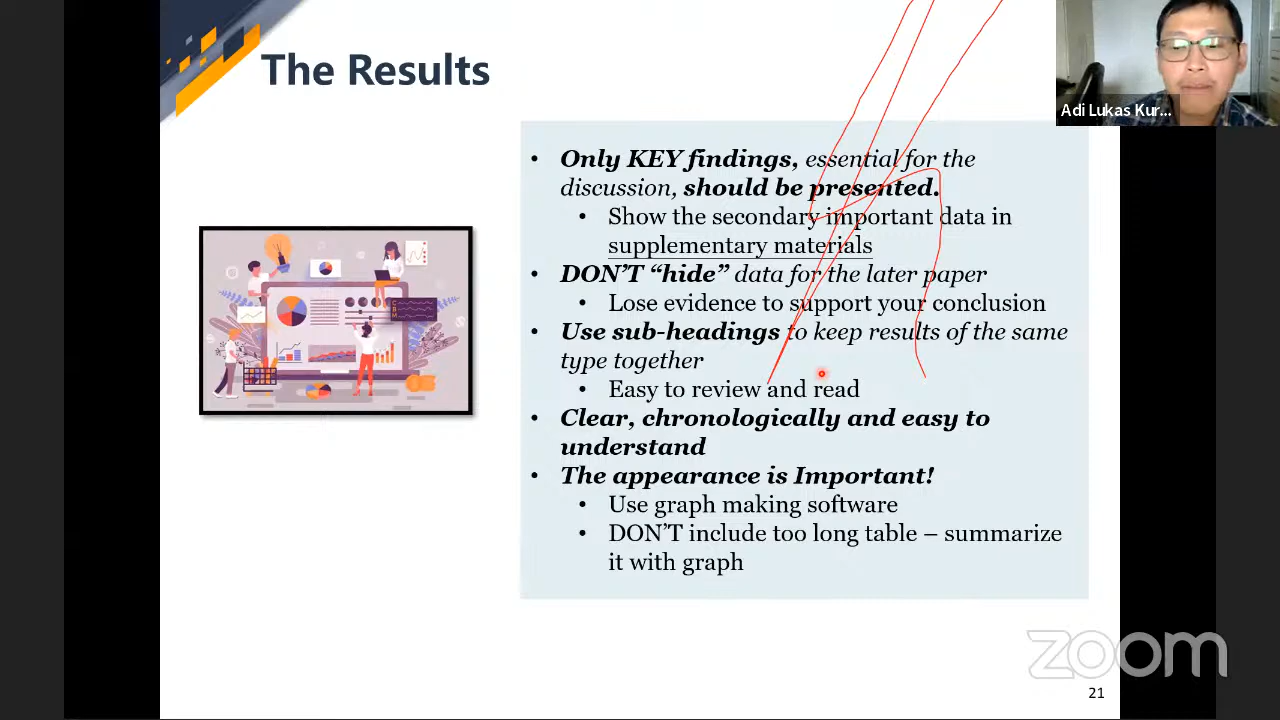 The Results
Adi Lukas Kur...
• Only KEY findings, essential for the
discussion, should be presented.
• Show the secondary important data in
supplementary materials
• DON’T “hide” data for the later paper
• Lose evidence to support your conclusion
• Use sub-headings to keep results of the same
type together
• Easy to review and read
• Clear, chronologically and easy to
understand
• The appearance is Important!
• Use graph making software
• DON’T include too long table – summarize
it with graph
zoom
21